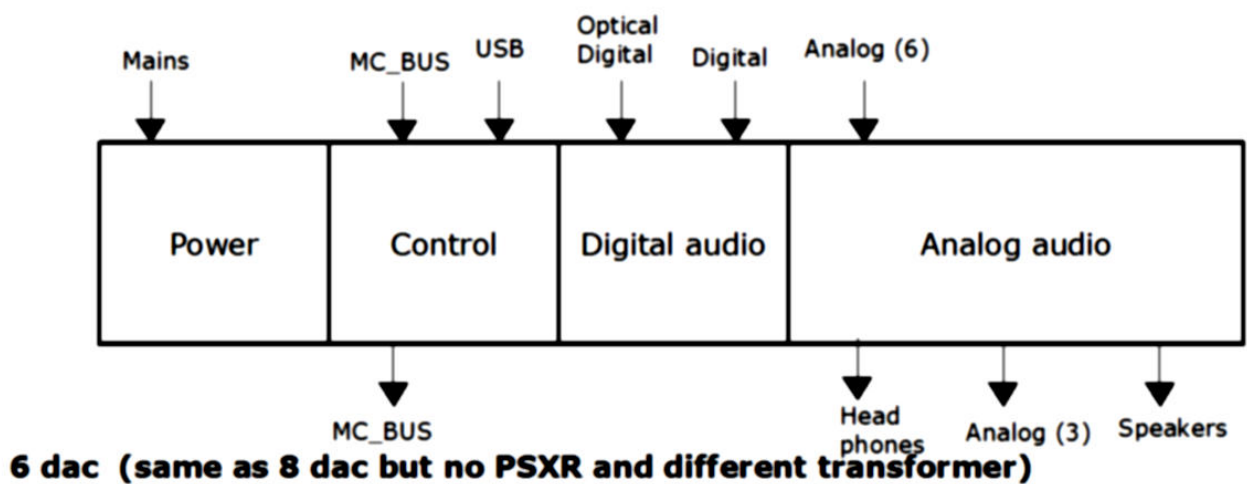 Mains
MC_BUS
USB
Optical
Digital
Digital
Analog (6)
Power
Control
Digital audio
Analog audio
MC_BUS
Head
phones
Analog (3)
Speakers
6 dac (same as 8 dac but no PSXR and different transformer)